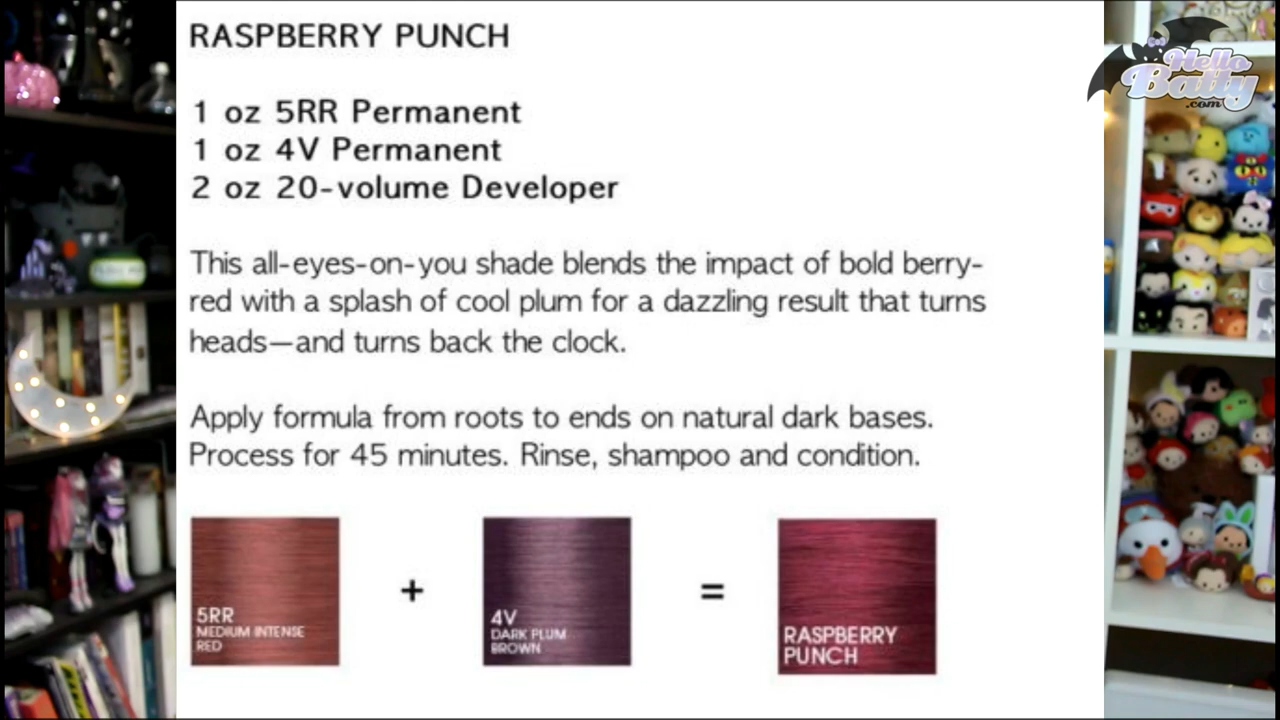 RASPBERRY PUNCH
1 oz 5RR Permanent
1 oz 4V Permanent
2 oz 20-volume Developer
This all-eyes-on-you shade blends the impact of bold berry-
red with a splash of cool plum for a dazzling result that turns
heads—and turns back the clock.
Apply formula from roots to ends on natural dark bases.
Process for 45 minutes. Rinse, shampoo and condition.
5RR
MEDIUM INTENSE
RED
+
4V
DARK PLUM
BROWN
=
RASPBERRY
PUNCH
Hello
Batty
.com